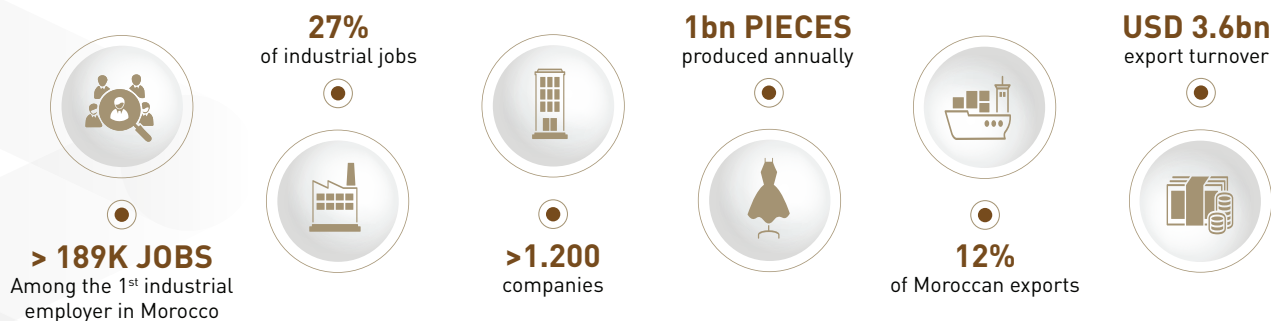 > 189K JOBS
Among the 1st industrial
employer in Morocco
27%
of industrial jobs
>1.200
companies
1bn PIECES
produced annually
12%
of Moroccan exports
USD 3.6bn
export turnover